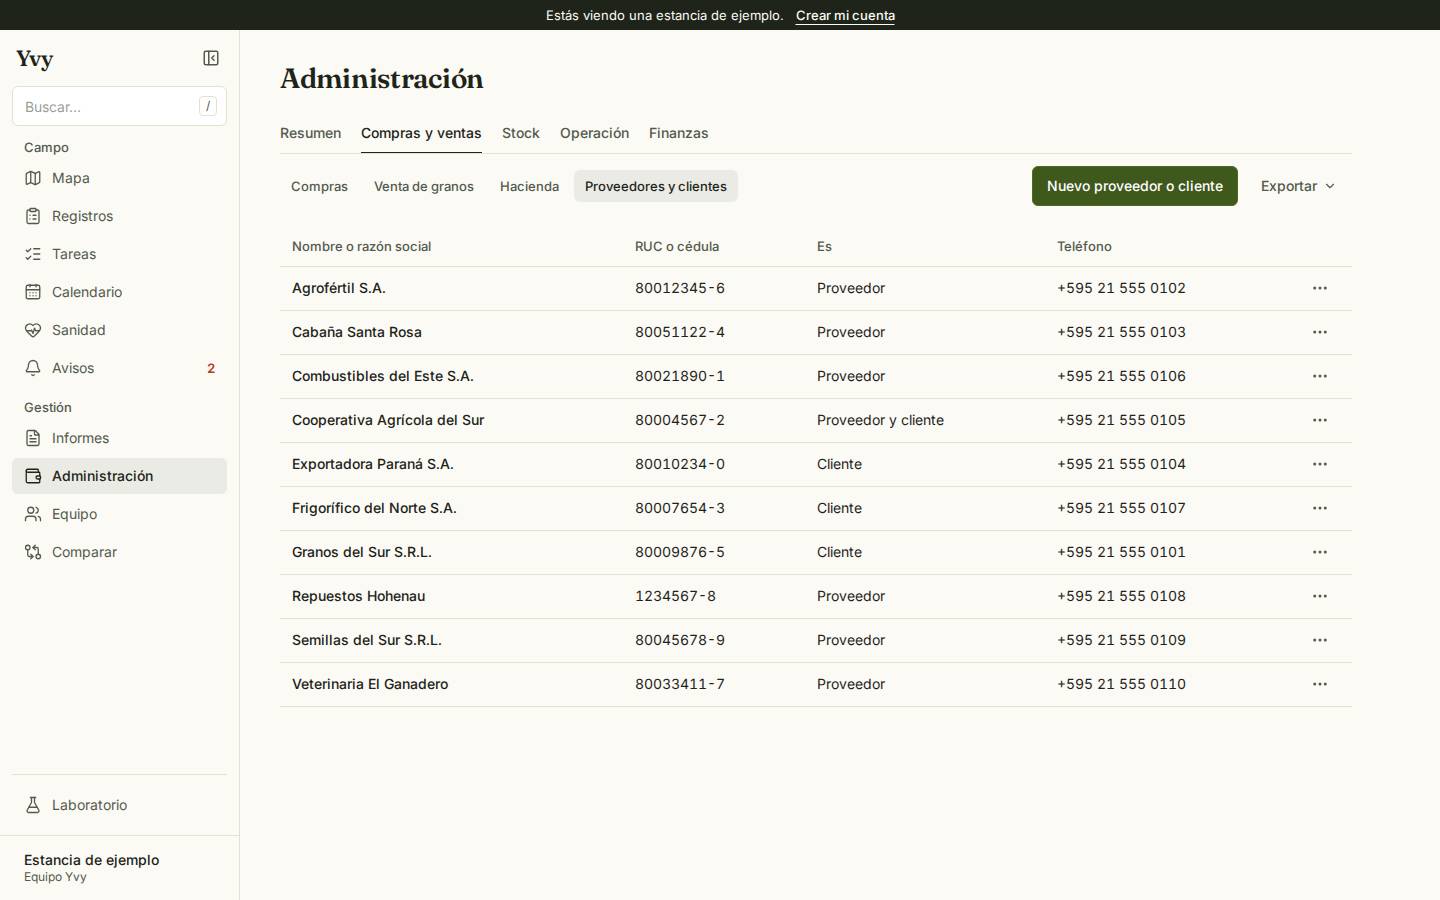 Estás viendo una estancia de ejemplo. Crear mi cuenta
Yvy
Buscar... /
Campo
Mapa
Registros
Tareas
Calendario
Sanidad
Avisos 2
Gestión
Informes
Administración
Equipo
Comparar
Laboratorio
Estancia de ejemplo
Equipo Yvy
Administración
Resumen Compras y ventas Stock Operación Finanzas
Compras Venta de granos Hacienda Proveedores y clientes Nuevo proveedor o cliente Exportar
Nombre o razón social RUC o cédula Es Teléfono
Agrofértil S.A. 80012345-6 Proveedor +595 21 555 0102
Cabaña Santa Rosa 80051122-4 Proveedor +595 21 555 0103
Combustibles del Este S.A. 80021890-1 Proveedor +595 21 555 0106
Cooperativa Agrícola del Sur 80004567-2 Proveedor y cliente +595 21 555 0105
Exportadora Paraná S.A. 80010234-0 Cliente +595 21 555 0104
Frigorífico del Norte S.A. 80007654-3 Cliente +595 21 555 0107
Granos del Sur S.R.L. 80009876-5 Cliente +595 21 555 0101
Repuestos Hohenau 1234567-8 Proveedor +595 21 555 0108
Semillas del Sur S.R.L. 80045678-9 Proveedor +595 21 555 0109
Veterinaria El Ganadero 80033411-7 Proveedor +595 21 555 0110